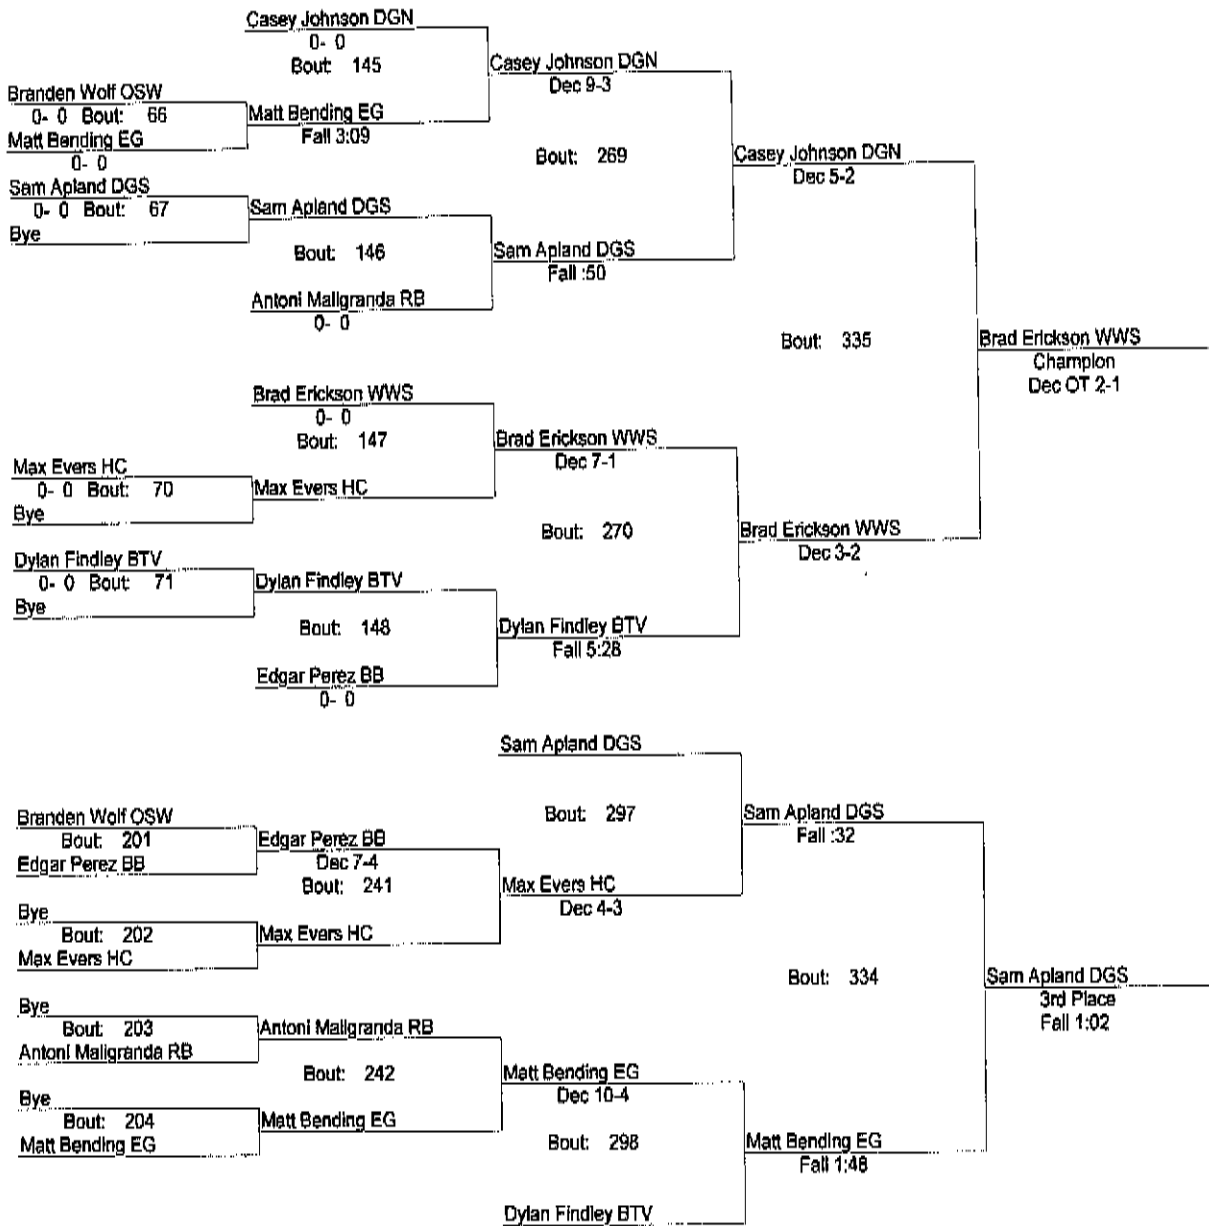 Casey Johnson DGN
0- 0
Bout: 145
Casey Johnson DGN
Dec 9-3
Branden Wolf OSW
0- 0 Bout: 66
Matt Bending EG
Fall 3:09
Matt Bending EG
0- 0
Bout: 269
Casey Johnson DGN
Dec 5-2
Sam Apland DGS
0- 0 Bout: 67
Sam Apland DGS
Bye
Bout: 146
Sam Apland DGS
Fall :50
Antoni Maligranda RB
0- 0
Bout: 335
Brad Erickson WWS
Champion
Dec OT 2-1
Brad Erickson WWS
0- 0
Bout: 147
Brad Erickson WWS
Dec 7-1
Max Evers HC
0- 0 Bout: 70
Max Evers HC
Bye
Bout: 270
Brad Erickson WWS
Dec 3-2
Dylan Findley BTV
0- 0 Bout: 71
Dylan Findley BTV
Bye
Bout: 148
Dylan Findley BTV
Fall 5:28
Edgar Perez BB
0- 0
Sam Apland DGS
Bout: 297
Sam Apland DGS
Fall :32
Branden Wolf OSW
Bout: 201
Edgar Perez BB
Dec 7-4
Edgar Perez BB
Bout: 241
Max Evers HC
Dec 4-3
Bye
Bout: 202
Max Evers HC
Max Evers HC
Bout: 334
Sam Apland DGS
3rd Place
Fall 1:02
Bye
Bout: 203
Antoni Maligranda RB
Antoni Maligranda RB
Bout: 242
Matt Bending EG
Dec 10-4
Bye
Bout: 204
Matt Bending EG
Matt Bending EG
Bout: 298
Matt Bending EG
Fall 1:48
Dylan Findley BTV